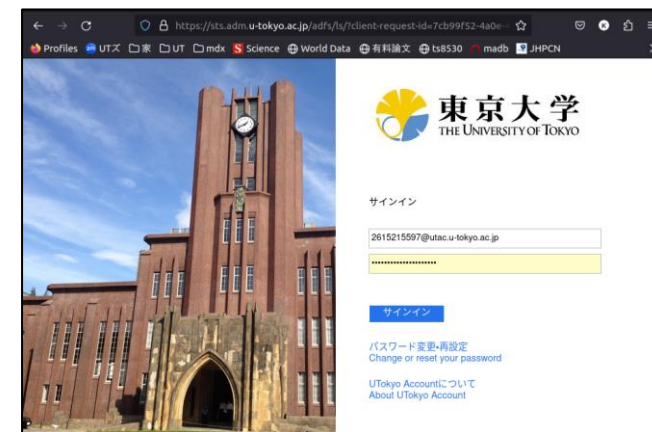 https://sts.adm.u-tokyo.ac.jp/adfs/ls/?client-request-id=7cb99f52-4a0e-
Profiles UTズ 家 UT mdx Science World Data 有料論文 ts8530 madb JHPCN
東京大学
THE UNIVERSITY OF TOKYO
サインイン
2615215597@utac.u-tokyo.ac.jp
サインイン
パスワード変更・再設定
Change or reset your password
UTokyo Accountについて
About UTokyo Account